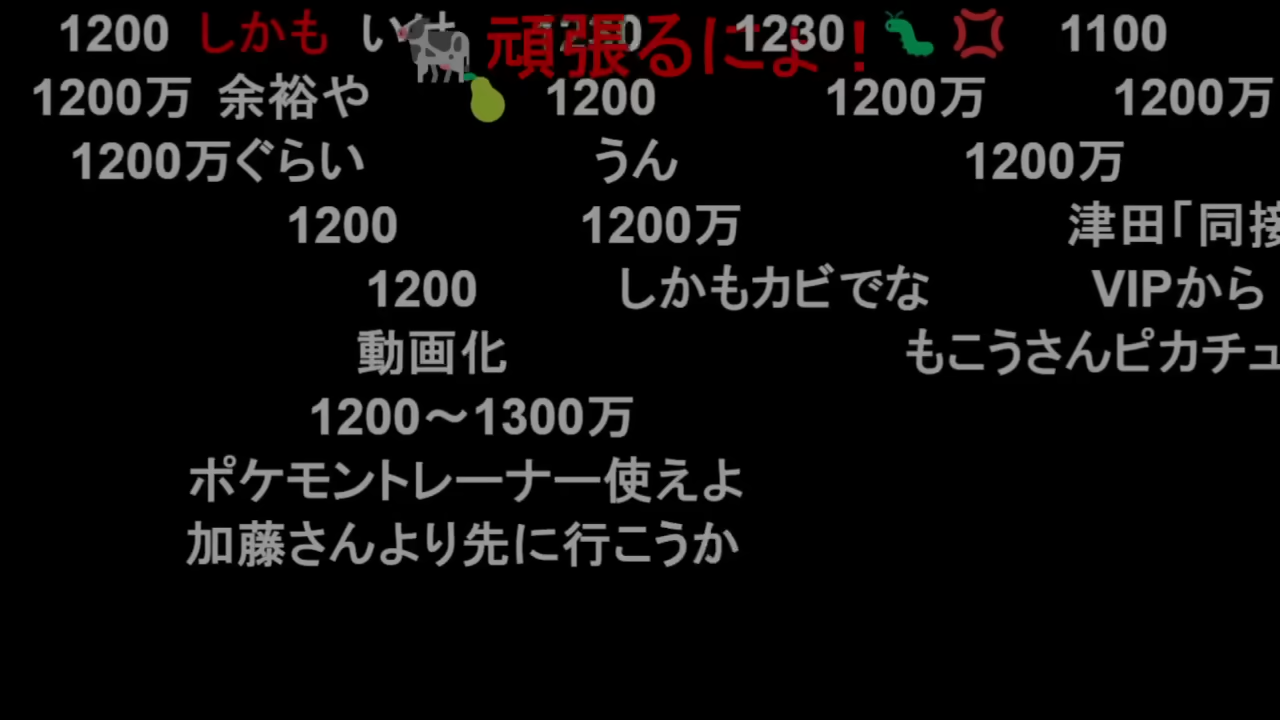 1200 しかも 頑張るによ！ 1230 1100
1200万 余裕や 1200 1200万 1200万
1200万ぐらい うん 1200万
1200 1200万 津田「同接
1200 しかもカビでな VIPから
動画化 もこうさんピカチュ
1200～1300万
ポケモントレーナー使えよ
加藤さんより先に行こうか